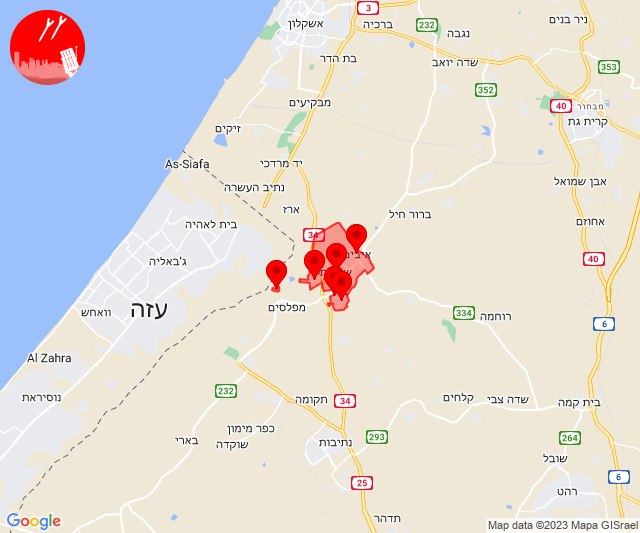 3
ניר בנים
אשקלון
ברכיה
232
נגבה
בת הדר
שדה יואב
353
352
40
מבקיעים
מבחור
קרית גת
זיקים
As-Siafa
יד מרדכי
נתיב העשרה
אבן שמואל
ארז
ברור חיל
אחוזם
בית לאהיה
34
איבים
ג'באליה
40
עזה
מפלסים
וואחש
334
רוחמה
6
Al Zahra
232
נוסיראת
תקומה
34
קלחים
שדה צבי
בית קמה
כפר מימון
293
264
בארי
שוקדה
נתיבות
שובל
25
6
רהט
תדהר
Google
Map data ©2023 Mapa GISrael